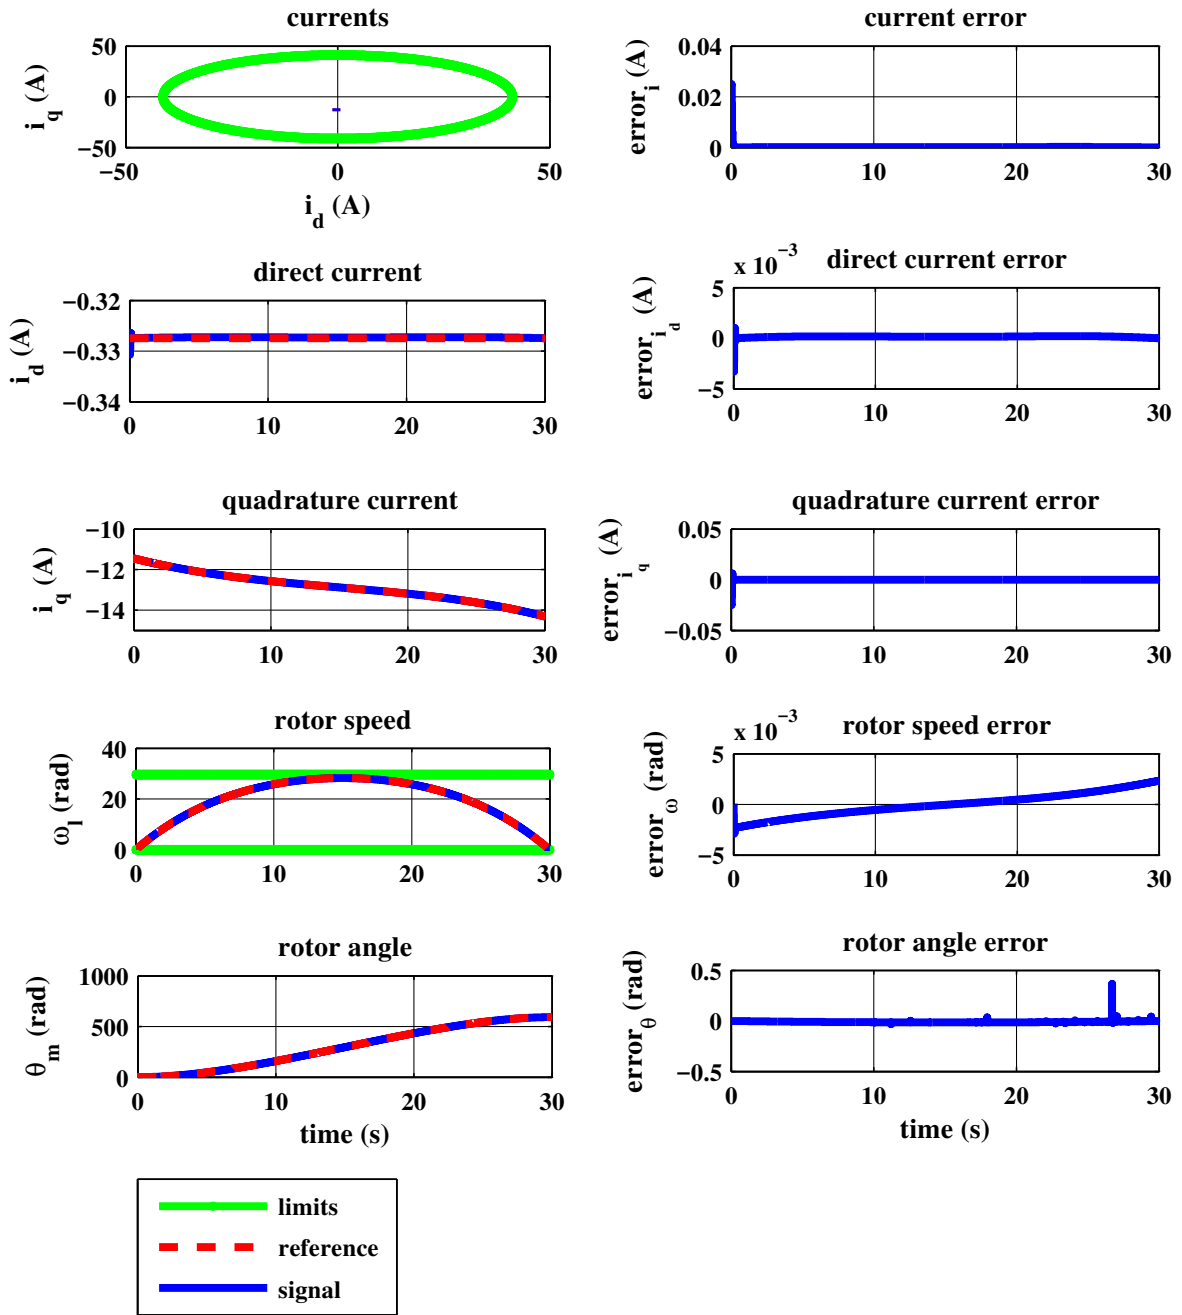 currents
i_q (A)
50
0
−50
−50
0
50
i_d (A)
current error
error_i (A)
0.04
0.02
0
0
10
20
30
direct current
i_d (A)
−0.32
−0.33
−0.34
0
10
20
30
x 10^−3
direct current error
error_i_d (A)
5
0
−5
0
10
20
30
quadrature current
i_q (A)
−10
−12
−14
0
10
20
30
quadrature current error
error_i_q (A)
0.05
0
−0.05
0
10
20
30
rotor speed
ω_l (rad)
40
20
0
0
10
20
30
x 10^−3
rotor speed error
error_ω (rad)
5
0
−5
0
10
20
30
rotor angle
θ_m (rad)
1000
500
0
0
10
20
30
time (s)
rotor angle error
error_θ (rad)
0.5
0
−0.5
0
10
20
30
time (s)
limits
reference
signal